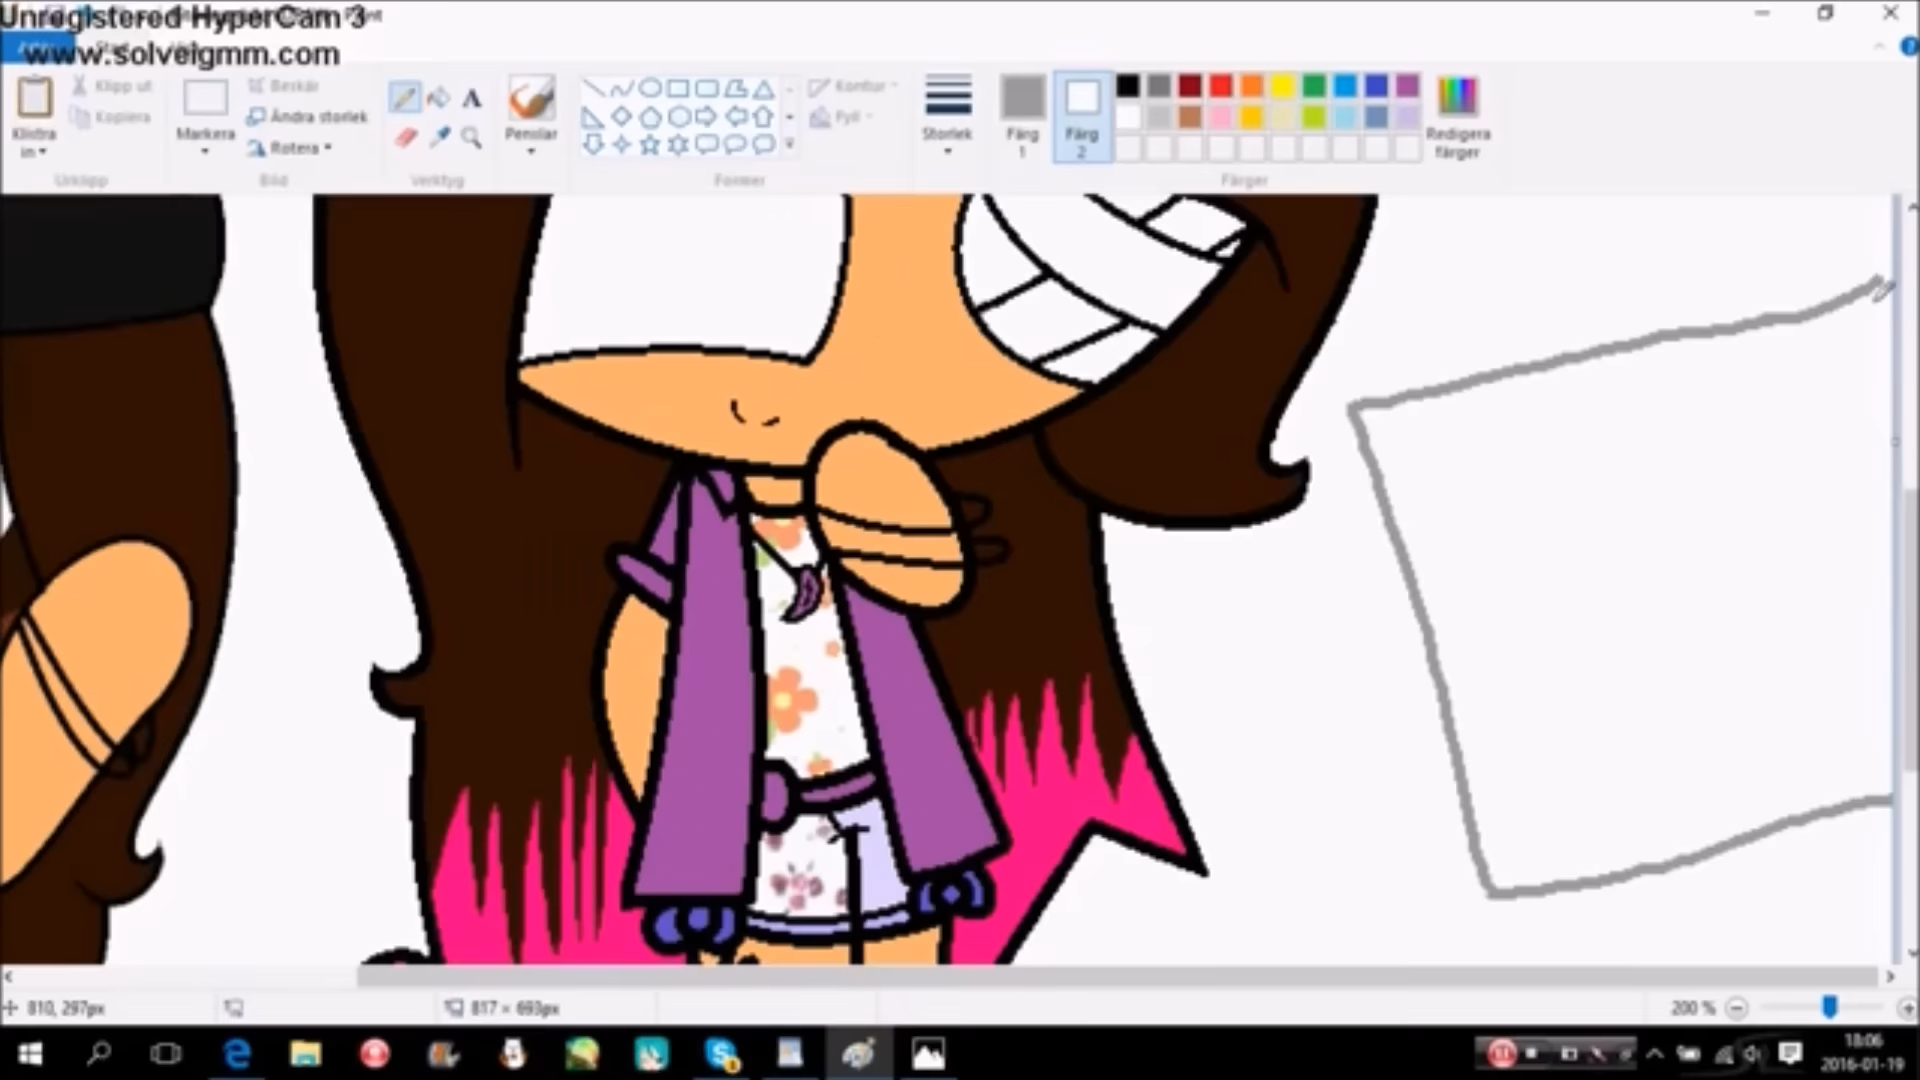 Unregistered HyperCam 3
www.solveigmm.com
Klistra in
Klipp ut
Kopiera
Urklipp
Markera
Beskär
Ändra storlek
Rotera
Bild
A
Verktyg
Penslar
Former
Kontur
Fyll
Storlek
Färg 1
Färg 2
Färger
Redigera färger
810, 297px
817 × 693px
200 %
18:06
2016-01-19